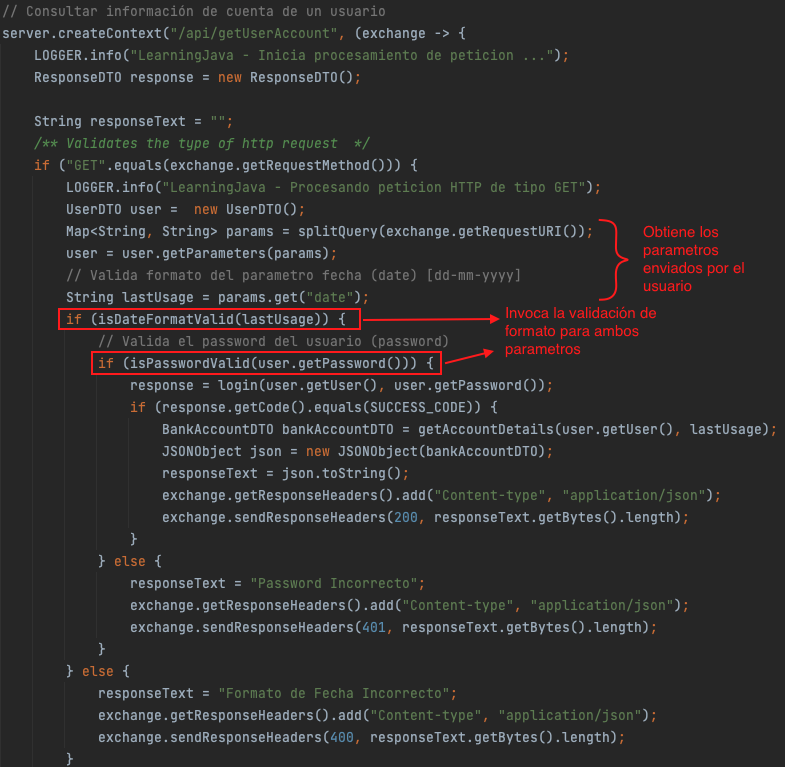 // Consultar información de cuenta de un usuario
server.createContext("/api/getUserAccount", (exchange -> {
LOGGER.info("LearningJava - Inicia procesamiento de peticion ...");
ResponseDTO response = new ResponseDTO();
String responseText = "";
/** Validates the type of http request  */
if ("GET".equals(exchange.getRequestMethod())) {
LOGGER.info("LearningJava - Procesando peticion HTTP de tipo GET");
UserDTO user =  new UserDTO();
Map<String, String> params = splitQuery(exchange.getRequestURI());
user = user.getParameters(params);
// Valida formato del parametro fecha (date) [dd-mm-yyyy]
String lastUsage = params.get("date");
Obtiene los
parametros
enviados por el
usuario
if (isDateFormatValid(lastUsage)) {
// Valida el password del usuario (password)
if (isPasswordValid(user.getPassword())) {
Invoca la validación de
formato para ambos
parametros
response = login(user.getUser(), user.getPassword());
if (response.getCode().equals(SUCCESS_CODE)) {
BankAccountDTO bankAccountDTO = getAccountDetails(user.getUser(), lastUsage);
JSONObject json = new JSONObject(bankAccountDTO);
responseText = json.toString();
exchange.getResponseHeaders().add("Content-type", "application/json");
exchange.sendResponseHeaders(200, responseText.getBytes().length);
}
} else {
responseText = "Password Incorrecto";
exchange.getResponseHeaders().add("Content-type", "application/json");
exchange.sendResponseHeaders(401, responseText.getBytes().length);
}
} else {
responseText = "Formato de Fecha Incorrecto";
exchange.getResponseHeaders().add("Content-type", "application/json");
exchange.sendResponseHeaders(400, responseText.getBytes().length);
}